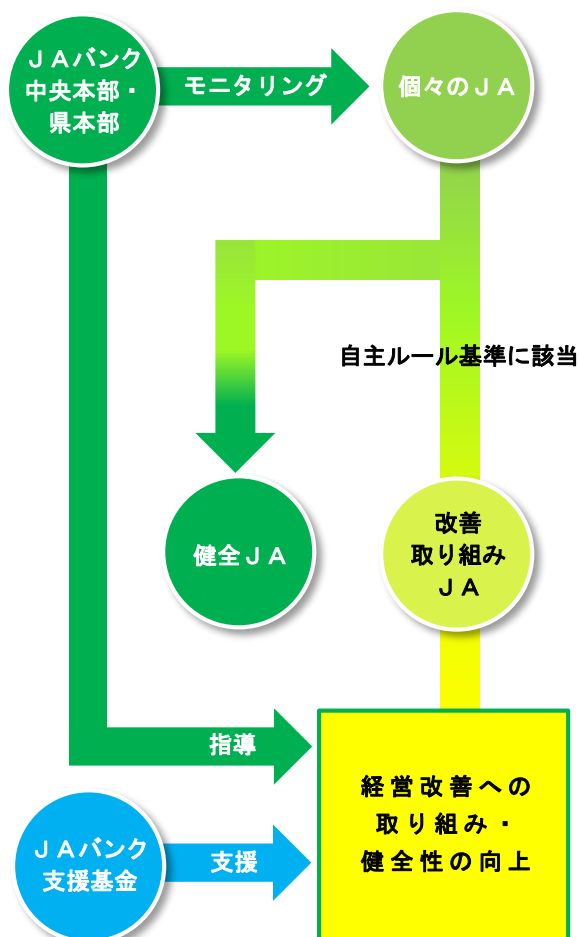 ＪＡバンク
中央本部・
県本部
モニタリング
個々のＪＡ
自主ルール基準に該当
健全ＪＡ
改善
取り組み
ＪＡ
指導
経営改善への
取り組み・
健全性の向上
ＪＡバンク
支援基金
支援